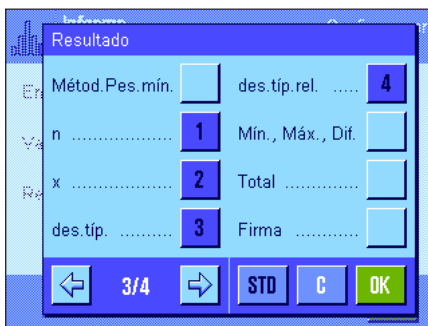 Resultado
Métod.Pes.mín.
n .................. 1
x .................. 2
des.típ. .......... 3
des.típ.rel. ..... 4
Mín., Máx., Dif.
Total .............
Firma ............
3/4
STD C OK